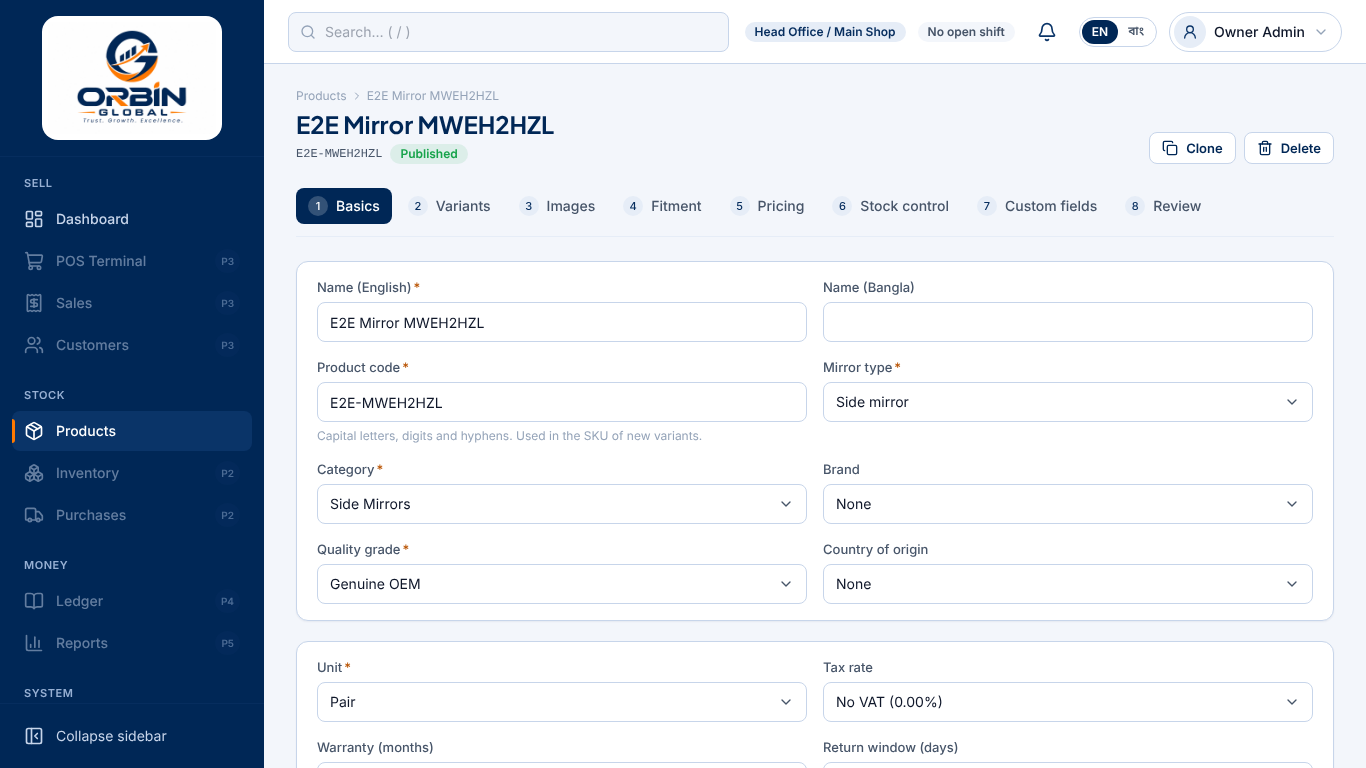 ORBIN
GLOBAL
Trust. Growth. Excellence.
Search... ( / )
Head Office / Main Shop
No open shift
EN
বাং
Owner Admin
SELL
Dashboard
POS Terminal P3
Sales P3
Customers P3
STOCK
Products
Inventory P2
Purchases P2
MONEY
Ledger P4
Reports P5
SYSTEM
Collapse sidebar
Products > E2E Mirror MWEH2HZL
E2E Mirror MWEH2HZL
E2E-MWEH2HZL Published
Clone
Delete
1 Basics
2 Variants
3 Images
4 Fitment
5 Pricing
6 Stock control
7 Custom fields
8 Review
Name (English) *
E2E Mirror MWEH2HZL
Name (Bangla)
Product code *
E2E-MWEH2HZL
Capital letters, digits and hyphens. Used in the SKU of new variants.
Mirror type *
Side mirror
Category *
Side Mirrors
Brand
None
Quality grade *
Genuine OEM
Country of origin
None
Unit *
Pair
Tax rate
No VAT (0.00%)
Warranty (months)
Return window (days)